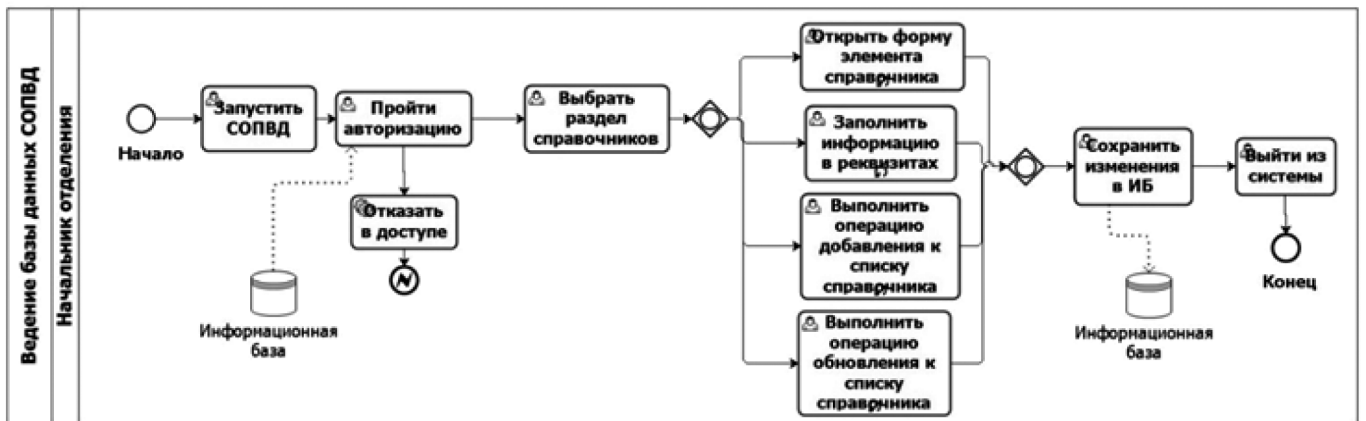 Ведение базы данных СОПВД
Начальник отделения
Начало
Запустить
СОПВД
Пройти
авторизацию
Отказать
в доступе
Информационная
база
Выбрать
раздел
справочников
Открыть форму
элемента
справочника
Заполнить
информацию
в реквизитах
Выполнить
операцию
добавления к
списку
справочника
Выполнить
операцию
обновления к
списку
справочника
Сохранить
изменения
в ИБ
Информационная
база
Выйти из
системы
Конец